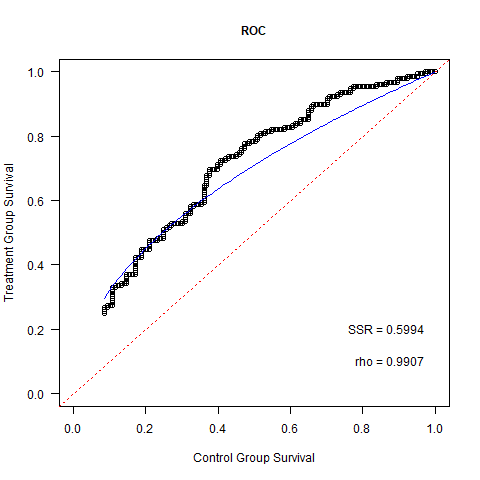 ROC
Treatment Group Survival
1.0
0.8
0.6
0.4
0.2
0.0
SSR = 0.5994
rho = 0.9907
0.0 0.2 0.4 0.6 0.8 1.0
Control Group Survival